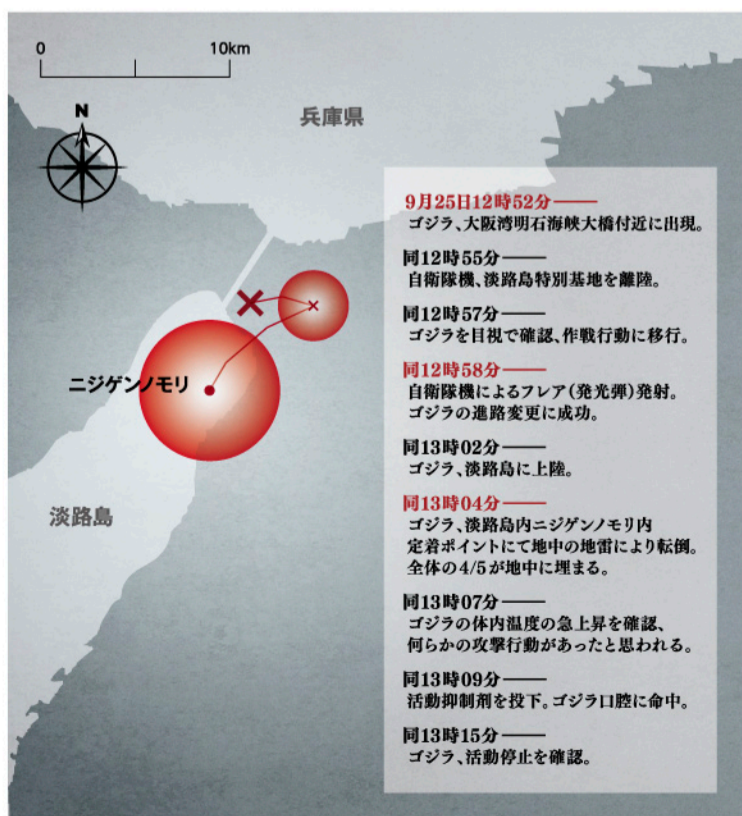 0
10km
N
兵庫県
ニジゲンノモリ
淡路島
9月25日12時52分──
ゴジラ、大阪湾明石海峡大橋付近に出現。
同12時55分──
自衛隊機、淡路島特別基地を離陸。
同12時57分──
ゴジラを目視で確認、作戦行動に移行。
同12時58分──
自衛隊機によるフレア(発光弾)発射。
ゴジラの進路変更に成功。
同13時02分──
ゴジラ、淡路島に上陸。
同13時04分──
ゴジラ、淡路島内ニジゲンノモリ内
定着ポイントにて地中の地雷により転倒。
全体の4/5が地中に埋まる。
同13時07分──
ゴジラの体内温度の急上昇を確認、
何らかの攻撃行動があったと思われる。
同13時09分──
活動抑制剤を投下。ゴジラ口腔に命中。
同13時15分──
ゴジラ、活動停止を確認。